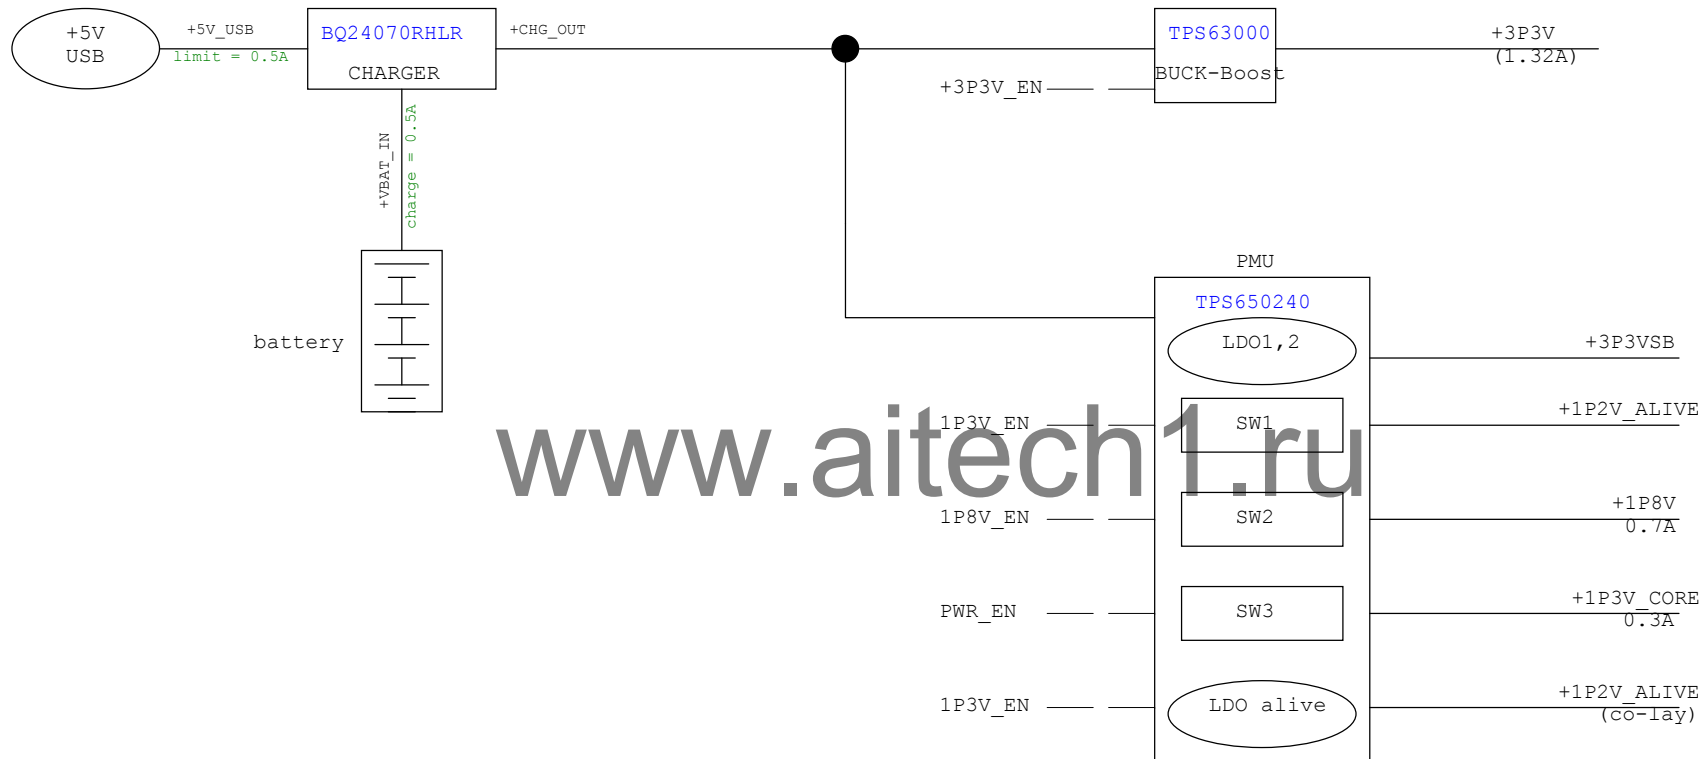 +5V
USB
+5V_USB
limit = 0.5A
BQ24070RHLR
CHARGER
+CHG_OUT
TPS63000
BUCK-Boost
+3P3V
(1.32A)
+3P3V_EN
+VBAT_IN
charge = 0.5A
battery
PMU
TPS650240
LDO1,2
+3P3VSB
1P3V_EN
SW1
+1P2V_ALIVE
www.aitech1.ru
1P8V_EN
SW2
+1P8V
0.7A
PWR_EN
SW3
+1P3V_CORE
0.3A
1P3V_EN
LDO alive
+1P2V_ALIVE
(co-lay)